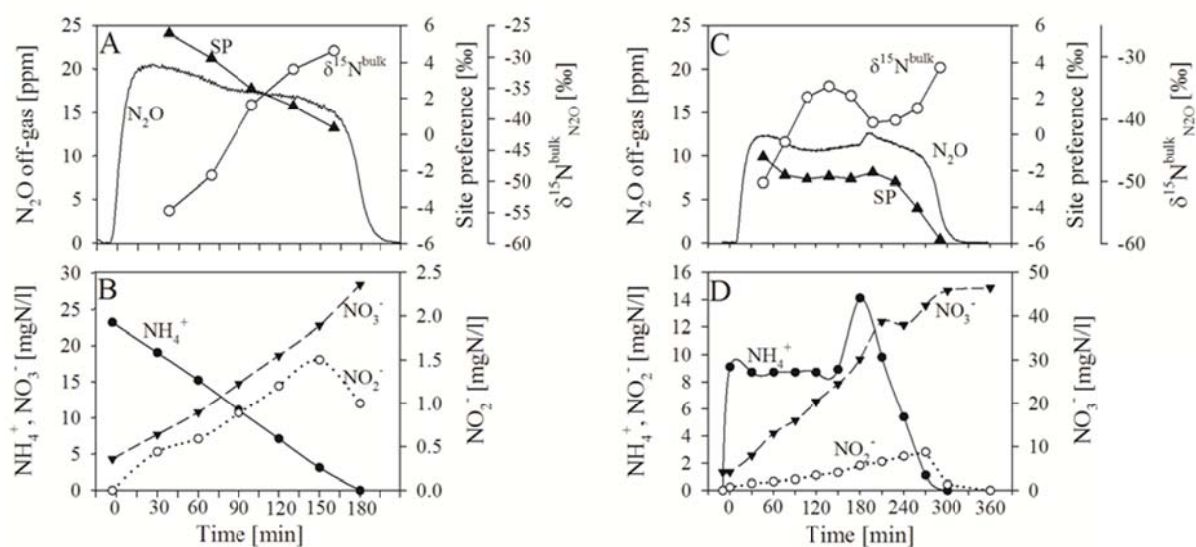 A
N₂O off-gas [ppm]
25
20
15
10
5
0
SP
δ¹⁵Nᵇᵘˡᵏ
N₂O
6
4
2
0
-2
-4
-6
Site preference [‰]
-25
-30
-35
-40
-45
-50
-55
-60
δ¹⁵Nᵇᵘˡᵏ N2O [‰]
B
NH₄⁺, NO₃⁻ [mgN/l]
30
25
20
15
10
5
0
NH₄⁺
NO₃⁻
NO₂⁻
2.5
2.0
1.5
1.0
0.5
0.0
NO₂⁻ [mgN/l]
0 30 60 90 120 150 180
Time [min]
C
N₂O off-gas [ppm]
25
20
15
10
5
0
δ¹⁵Nᵇᵘˡᵏ
N₂O
SP
6
4
2
0
-2
-4
-6
Site preference [‰]
-30
-40
-50
-60
δ¹⁵Nᵇᵘˡᵏ N2O [‰]
D
NH₄⁺, NO₂⁻ [mgN/l]
16
14
12
10
8
6
4
2
0
NH₄⁺
NO₃⁻
NO₂⁻
50
40
30
20
10
0
NO₃⁻ [mgN/l]
0 60 120 180 240 300 360
Time [min]